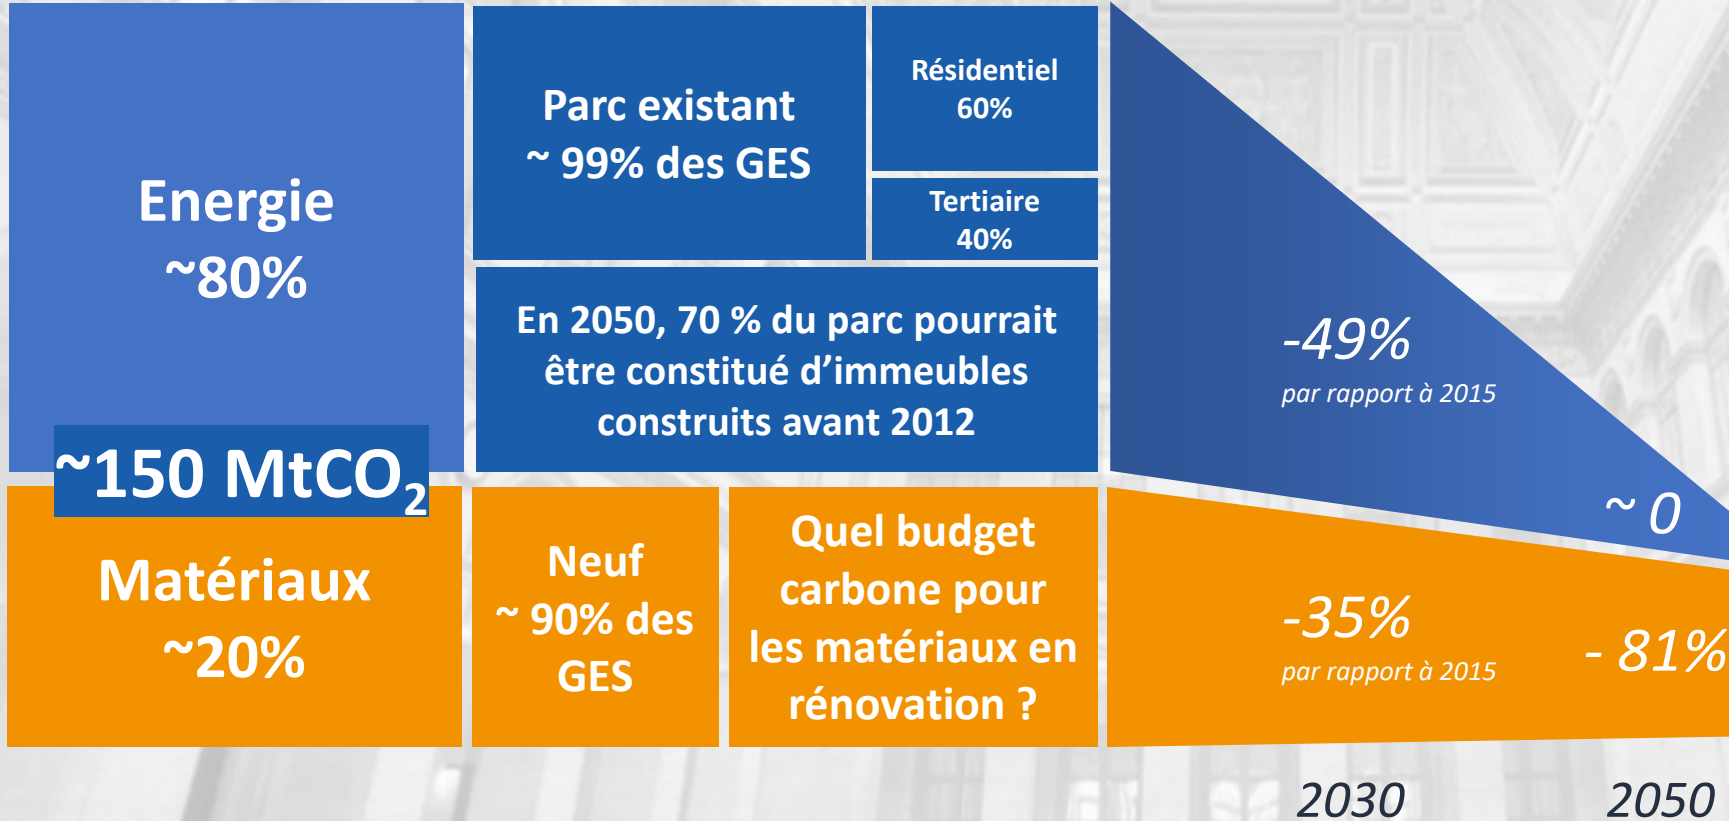 Energie
~80%
~150 MtCO₂
Matériaux
~20%
Parc existant
~ 99% des GES
Résidentiel
60%
Tertiaire
40%
En 2050, 70 % du parc pourrait
être constitué d’immeubles
construits avant 2012
Neuf
~ 90% des
GES
Quel budget
carbone pour
les matériaux en
rénovation ?
-49%
par rapport à 2015
~ 0
-35%
par rapport à 2015
- 81%
2030
2050